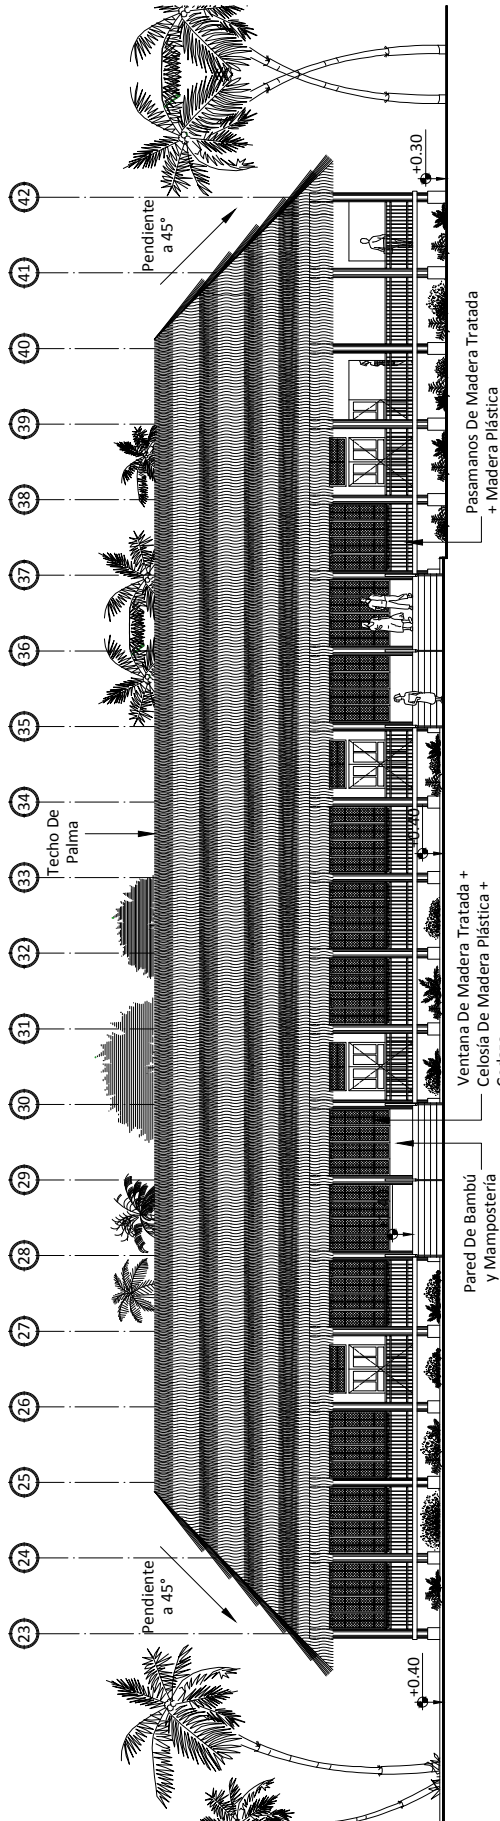 23
24
25
26
27
28
29
30
31
32
33
34
35
36
37
38
39
40
41
42
Pendiente
a 45°
Techo De
Palma
Pendiente
a 45°
+0.40
+0.30
Pared De Bambú
y Mampostería
Ventana De Madera Tratada +
Celosía De Madera Plástica +
Pasamanos De Madera Tratada
+ Madera Plástica